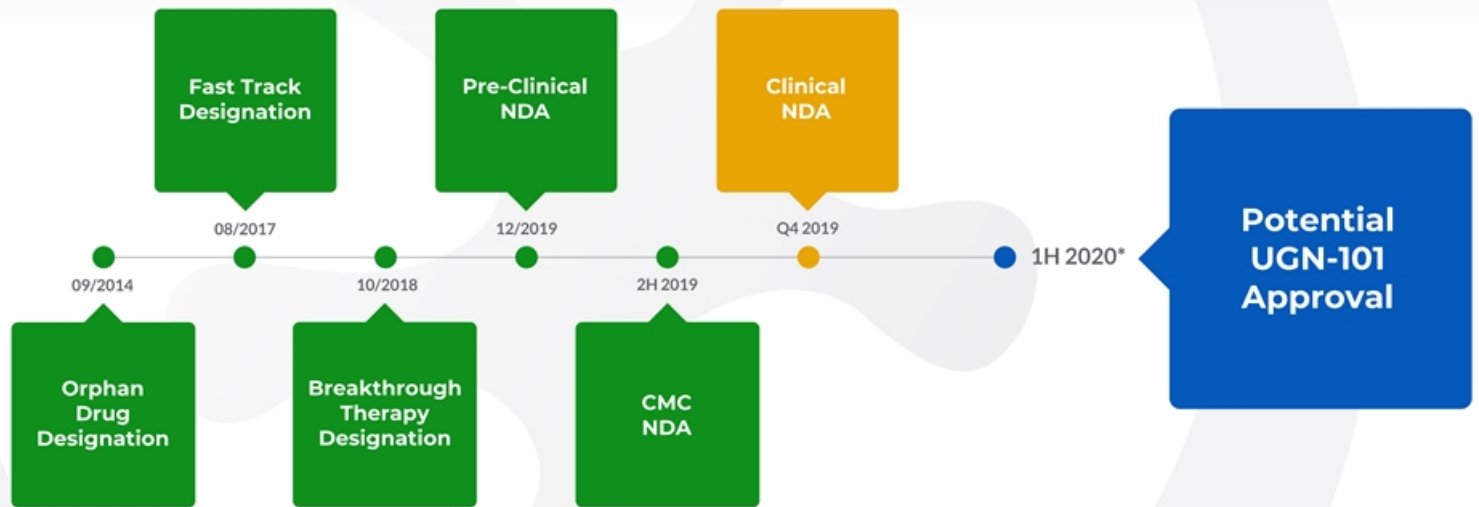 Fast Track
Designation
Pre-Clinical
NDA
Clinical
NDA
08/2017
12/2019
Q4 2019
09/2014
10/2018
2H 2019
1H 2020*
Potential
UGN-101
Approval
Orphan
Drug
Designation
Breakthrough
Therapy
Designation
CMC
NDA